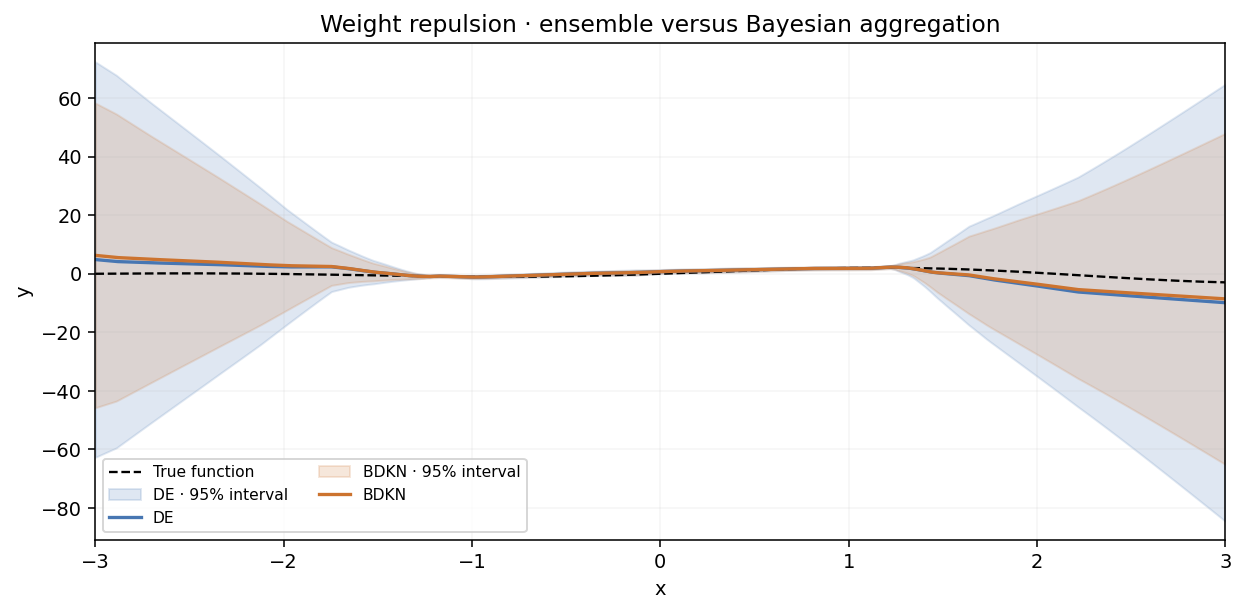 Weight repulsion · ensemble versus Bayesian aggregation
y
60
40
20
0
−20
−40
−60
−80
True function
DE · 95% interval
DE
BDKN · 95% interval
BDKN
−3
−2
−1
0
1
2
3
x